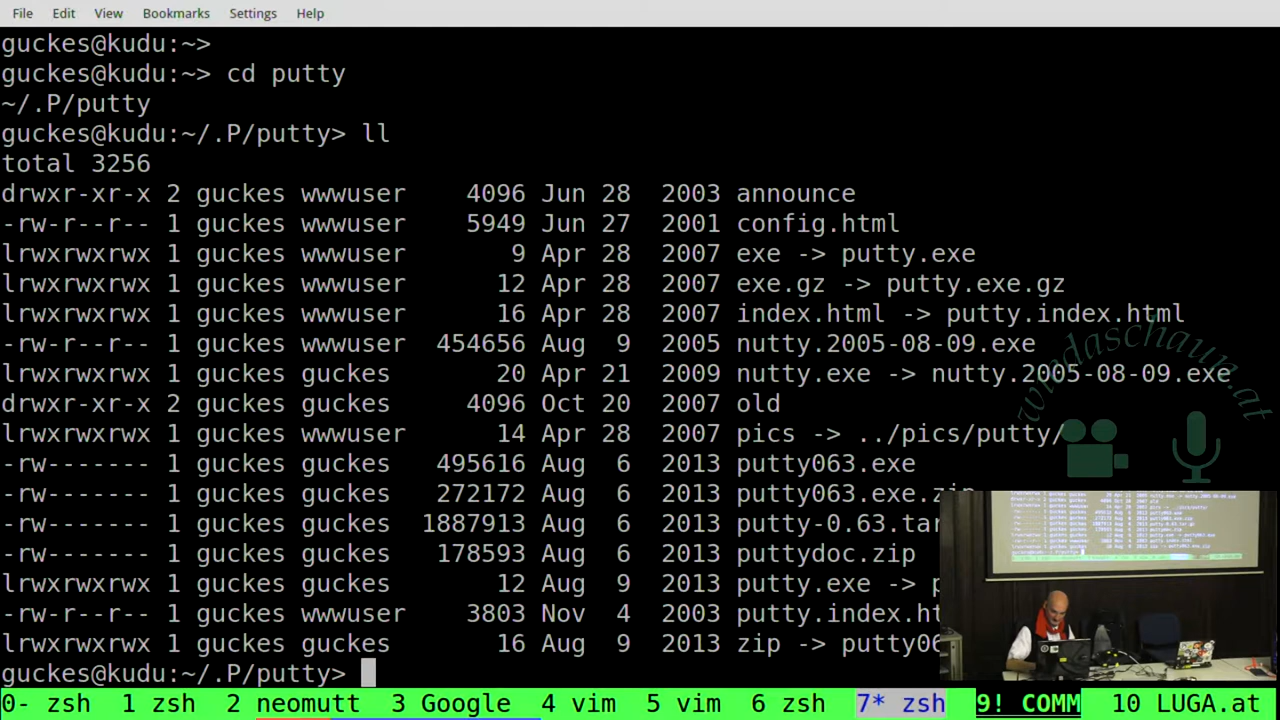 File Edit View Bookmarks Settings Help
guckes@kudu:~>
guckes@kudu:~> cd putty
~/.P/putty
guckes@kudu:~/.P/putty> ll
total 3256
drwxr-xr-x 2 guckes wwwuser 4096 Jun 28 2003 announce
-rw-r--r-- 1 guckes wwwuser 5949 Jun 27 2001 config.html
lrwxrwxrwx 1 guckes wwwuser 9 Apr 28 2007 exe -> putty.exe
lrwxrwxrwx 1 guckes wwwuser 12 Apr 28 2007 exe.gz -> putty.exe.gz
lrwxrwxrwx 1 guckes wwwuser 16 Apr 28 2007 index.html -> putty.index.html
-rw-r--r-- 1 guckes wwwuser 454656 Aug 9 2005 nutty.2005-08-09.exe
lrwxrwxrwx 1 guckes guckes 20 Apr 21 2009 nutty.exe -> nutty.2005-08-09.exe
drwxr-xr-x 2 guckes guckes 4096 Oct 20 2007 old
lrwxrwxrwx 1 guckes wwwuser 14 Apr 28 2007 pics -> ../pics/putty/
-rw------- 1 guckes guckes 495616 Aug 6 2013 putty063.exe
-rw------- 1 guckes guckes 272172 Aug 6 2013 putty063.exe.zip
-rw------- 1 guckes guckes 1887913 Aug 6 2013 putty-0.63.tar
-rw------- 1 guckes guckes 178593 Aug 6 2013 puttydoc.zip
lrwxrwxrwx 1 guckes guckes 12 Aug 9 2013 putty.exe -> p
-rw-r--r-- 1 guckes wwwuser 3803 Nov 4 2003 putty.index.ht
lrwxrwxrwx 1 guckes guckes 16 Aug 9 2013 zip -> putty06
guckes@kudu:~/.P/putty>
0- zsh 1 zsh 2 neomutt 3 Google 4 vim 5 vim 6 zsh 7* zsh 9! COMM 10 LUGA.at
wiedaschaun.at